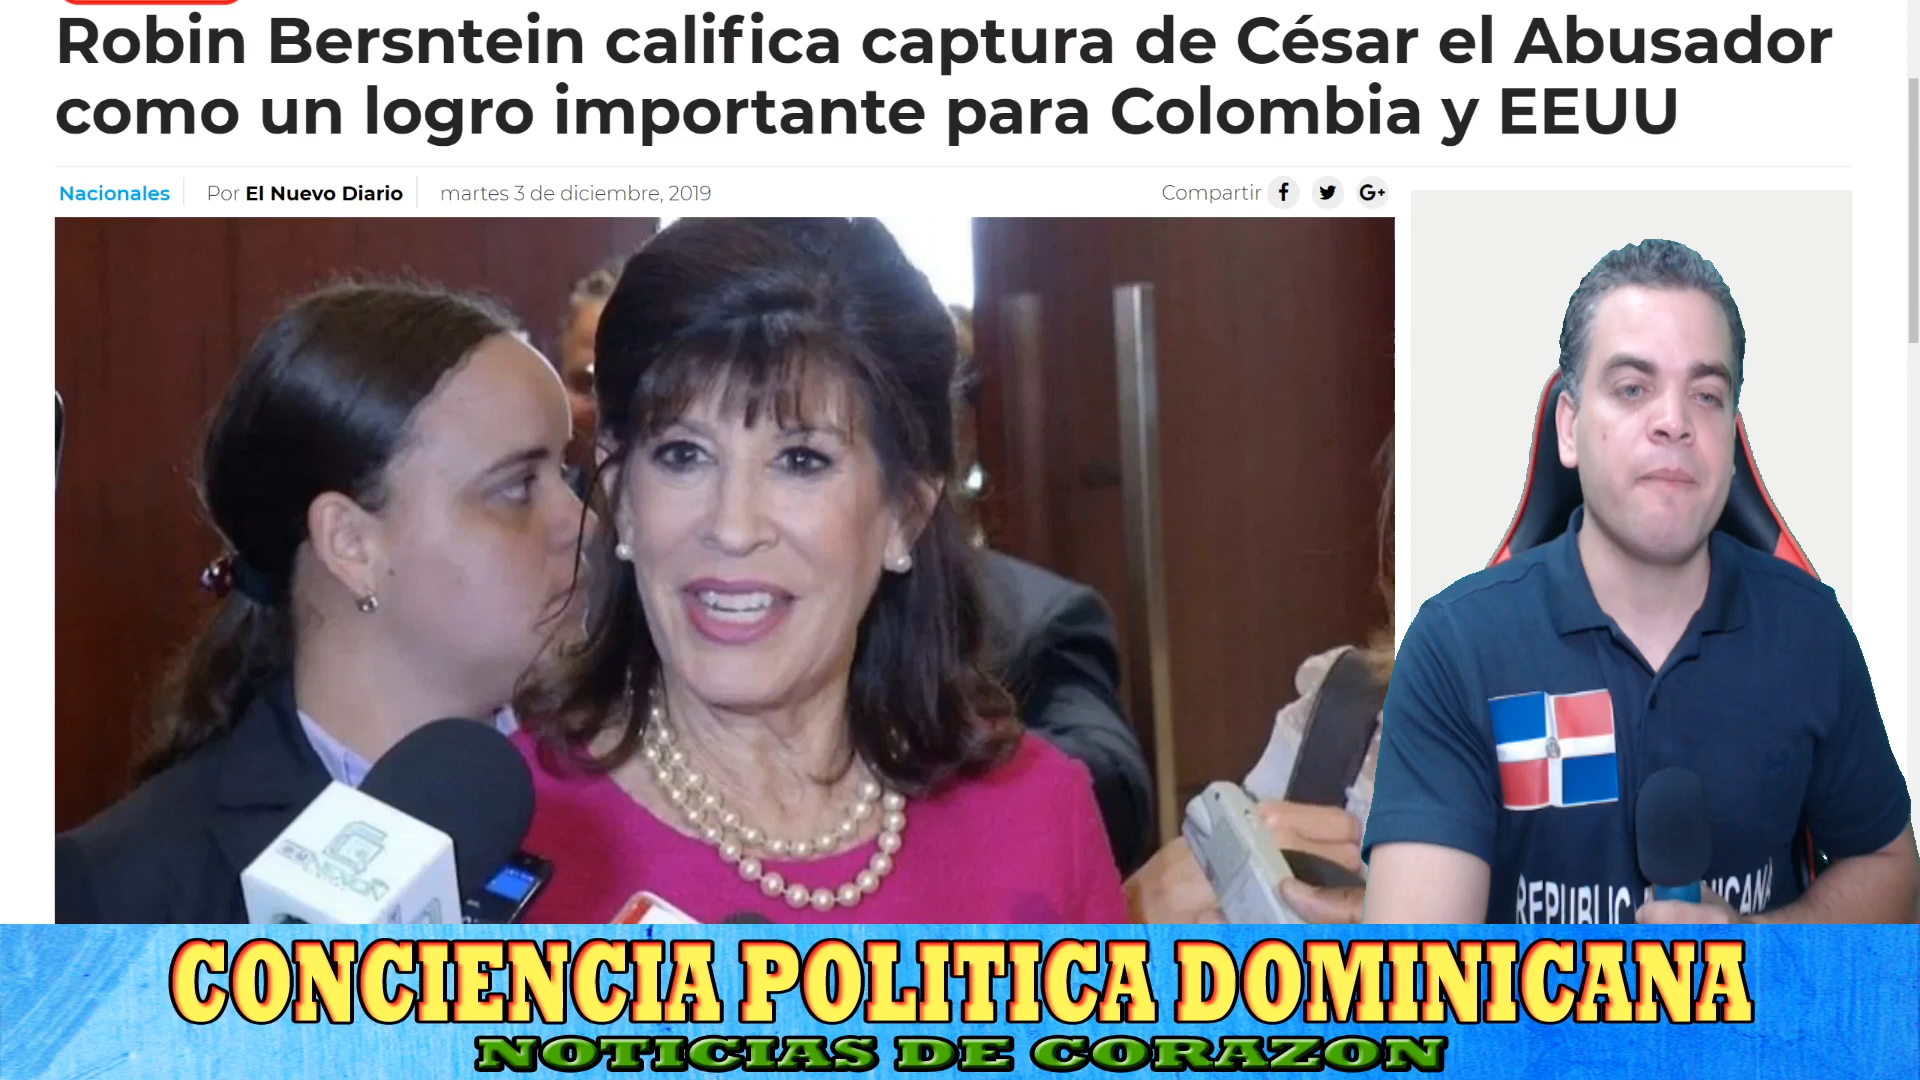 Robin Bersntein califica captura de César el Abusador
como un logro importante para Colombia y EEUU
Nacionales Por El Nuevo Diario martes 3 de diciembre, 2019 Compartir G+
CONCIENCIA POLITICA DOMINICANA
NOTICIAS DE CORAZON